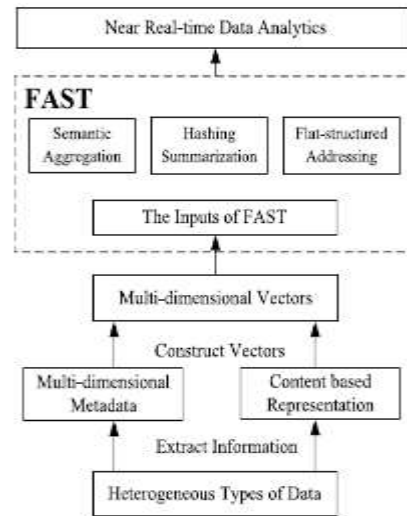 Near Real-time Data Analytics
FAST
Semantic
Aggregation
Hashing
Summarization
Flat-structured
Addressing
The Inputs of FAST
Multi-dimensional Vectors
Construct Vectors
Multi-dimensional
Metadata
Content based
Representation
Extract Information
Heterogeneous Types of Data